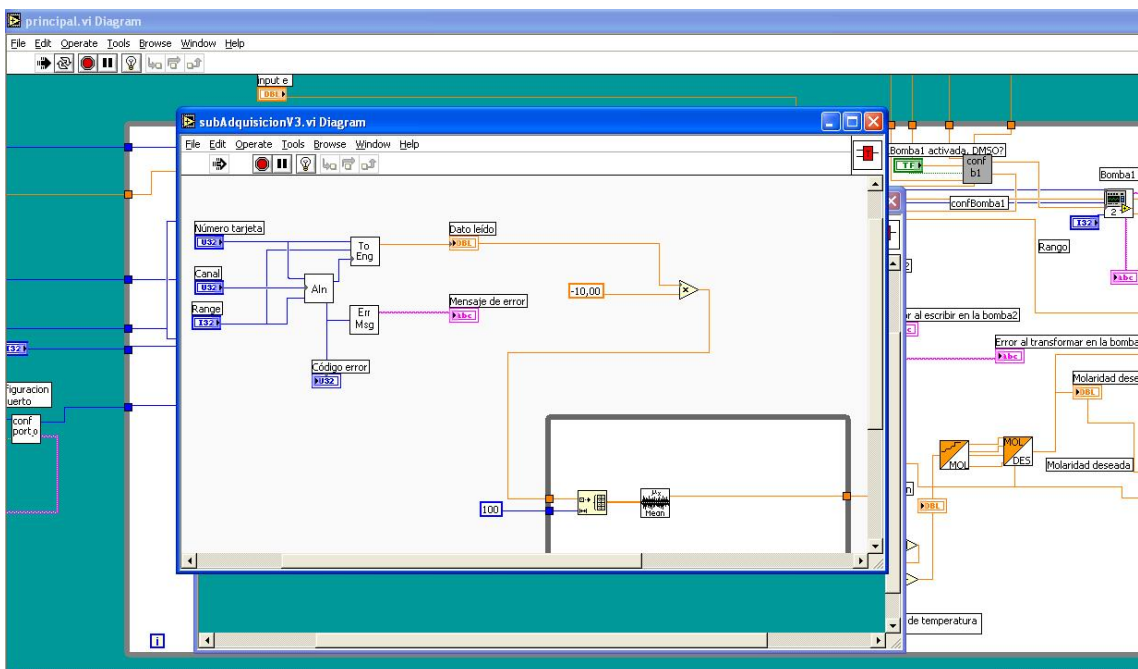 principal.vi Diagram
File Edit Operate Tools Browse Window Help
input e
DBL
subAdquisicionV3.vi Diagram
File Edit Operate Tools Browse Window Help
Número tarjeta
U32
To
Eng
Dato leído
DBL
Canal
U32
AIn
Range
I32
Err
Msg
Mensaje de error
abc
Código error
U32
-10,00
100
Mean
Bomba1 activada, DMSO?
TF
conf
b1
confBomba1
Bomba1
2
I32
Rango
abc
r al escribir en la bomba2
Error al transformar en la bomba
abc
Molaridad dese
DBL
MOL
MOL
DES
Molaridad deseada
DBL
de temperatura
I32
figuracion
uerto
conf
port_o
i